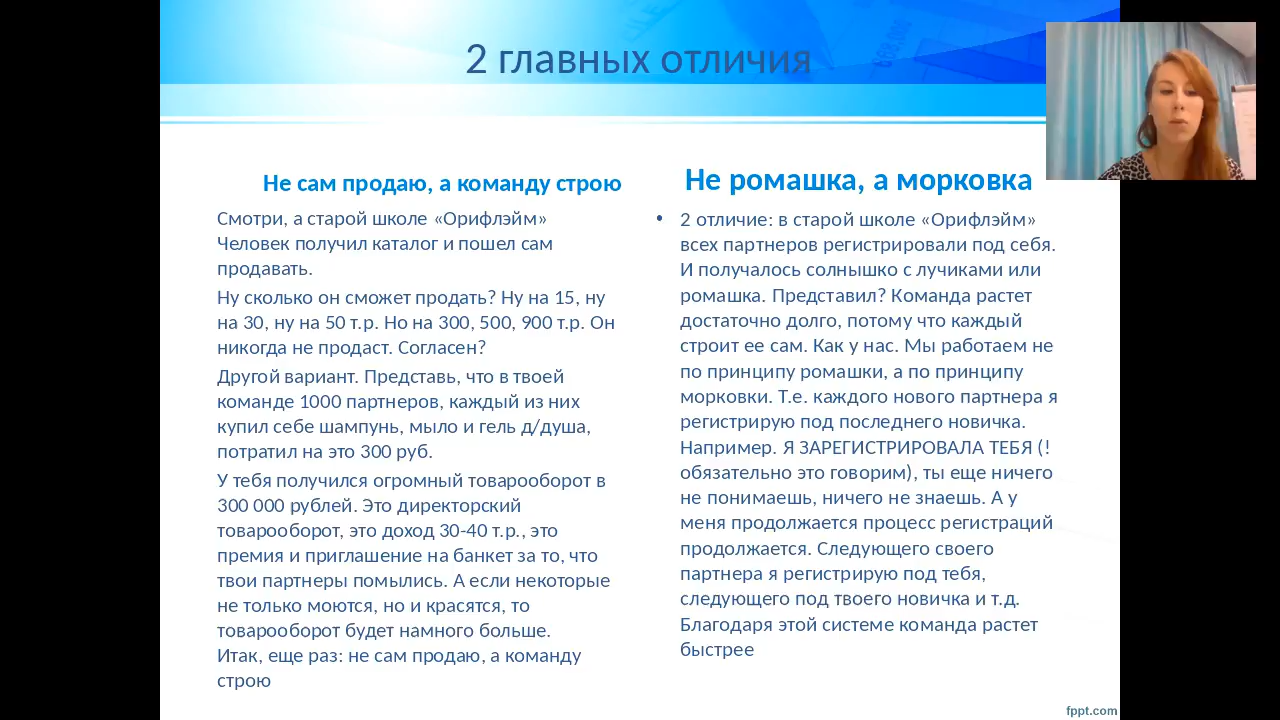 2 главных отличия
Не сам продаю, а команду строю
Смотри, а старой школе «Орифлэйм»
Человек получил каталог и пошел сам
продавать.
Ну сколько он сможет продать? Ну на 15, ну
на 30, ну на 50 т.р. Но на 300, 500, 900 т.р. Он
никогда не продаст. Согласен?
Другой вариант. Представь, что в твоей
команде 1000 партнеров, каждый из них
купил себе шампунь, мыло и гель д/душа,
потратил на это 300 руб.
У тебя получился огромный товарооборот в
300 000 рублей. Это директорский
товарооборот, это доход 30-40 т.р., это
премия и приглашение на банкет за то, что
твои партнеры помылись. А если некоторые
не только моются, но и красятся, то
товарооборот будет намного больше.
Итак, еще раз: не сам продаю, а команду
строю
Не ромашка, а морковка
• 2 отличие: в старой школе «Орифлэйм»
всех партнеров регистрировали под себя.
И получалось солнышко с лучиками или
ромашка. Представил? Команда растет
достаточно долго, потому что каждый
строит ее сам. Как у нас. Мы работаем не
по принципу ромашки, а по принципу
морковки. Т.е. каждого нового партнера я
регистрирую под последнего новичка.
Например. Я ЗАРЕГИСТРИРОВАЛА ТЕБЯ (!
обязательно это говорим), ты еще ничего
не понимаешь, ничего не знаешь. А у
меня продолжается процесс регистраций
продолжается. Следующего своего
партнера я регистрирую под тебя,
следующего под твоего новичка и т.д.
Благодаря этой системе команда растет
быстрее
fppt.com